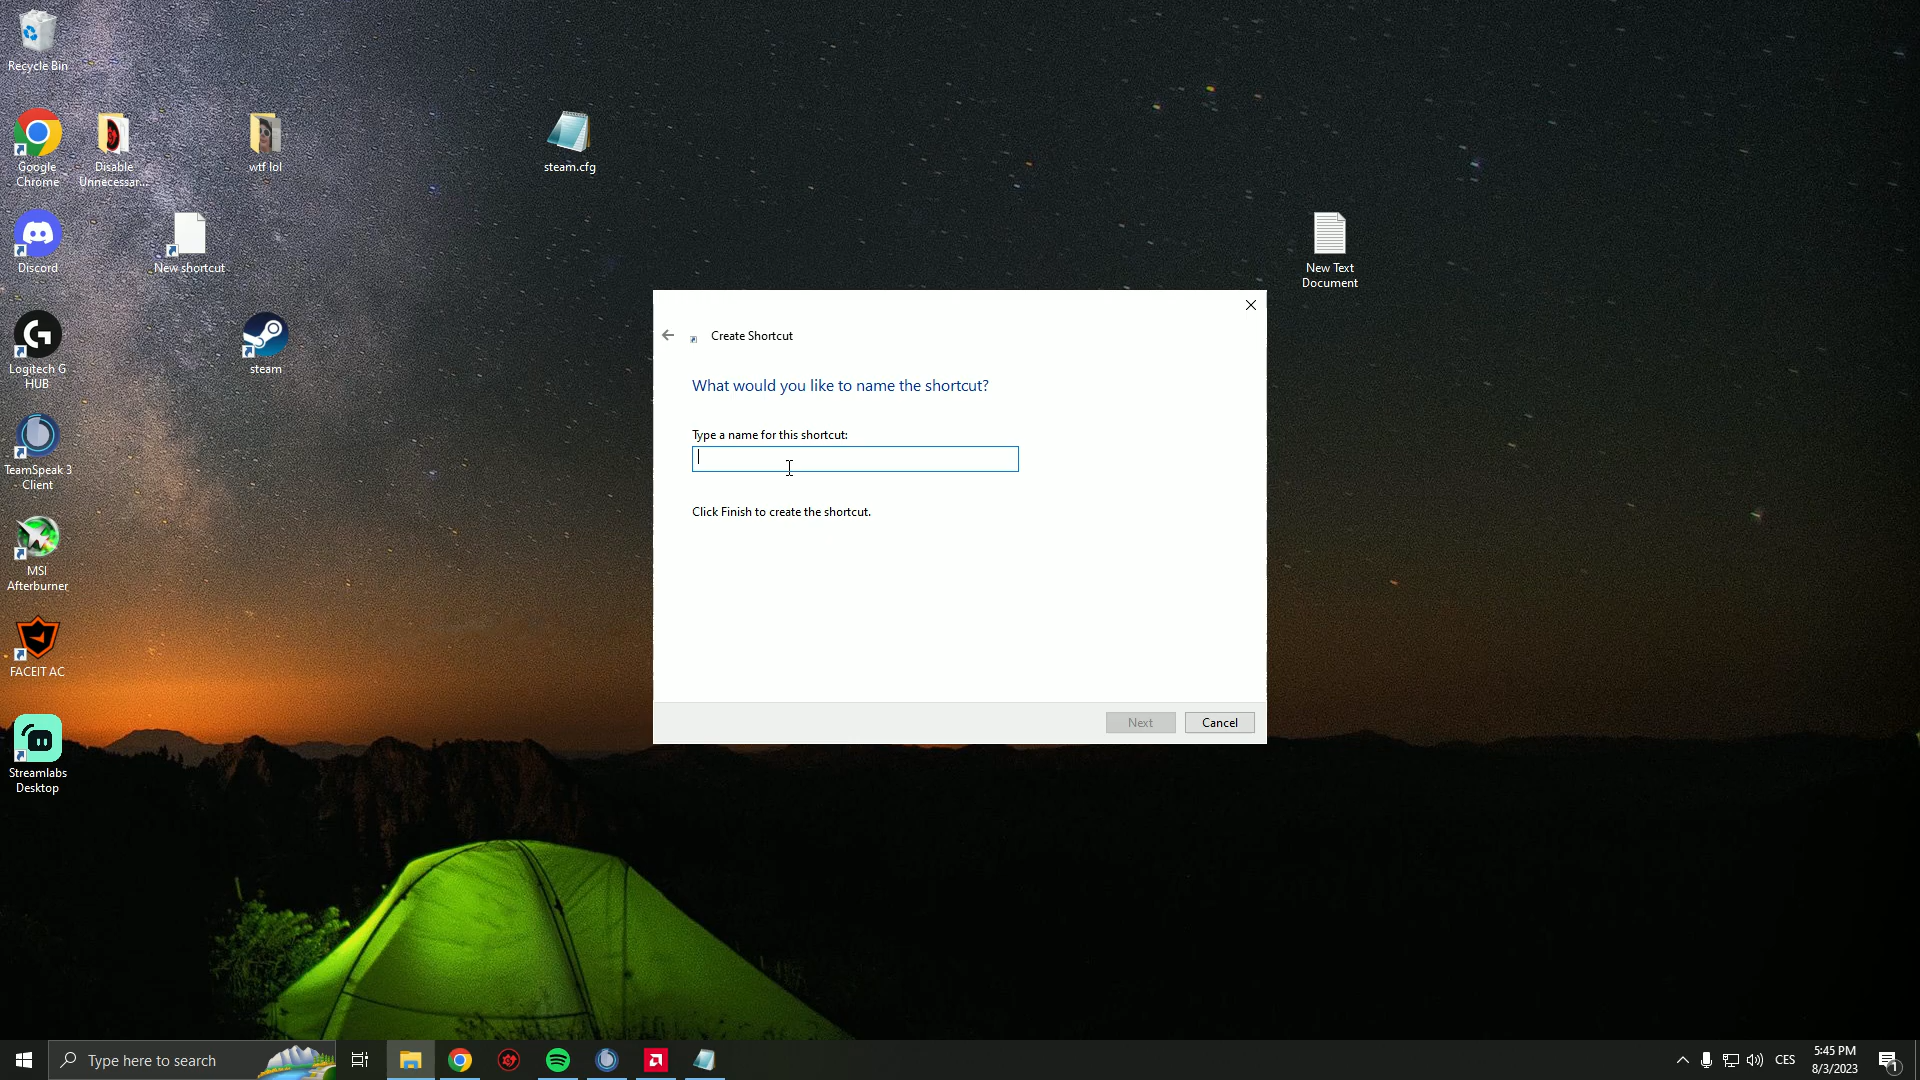 Recycle Bin
Google
Chrome
Disable
Unnecessar...
wtf lol
steam.cfg
Discord
New shortcut
New Text
Document
Logitech G
HUB
steam
TeamSpeak 3
Client
MSI
Afterburner
FACEIT AC
Streamlabs
Desktop
Create Shortcut
What would you like to name the shortcut?
Type a name for this shortcut:
Click Finish to create the shortcut.
Next
Cancel
Type here to search
CES
5:45 PM
8/3/2023
1